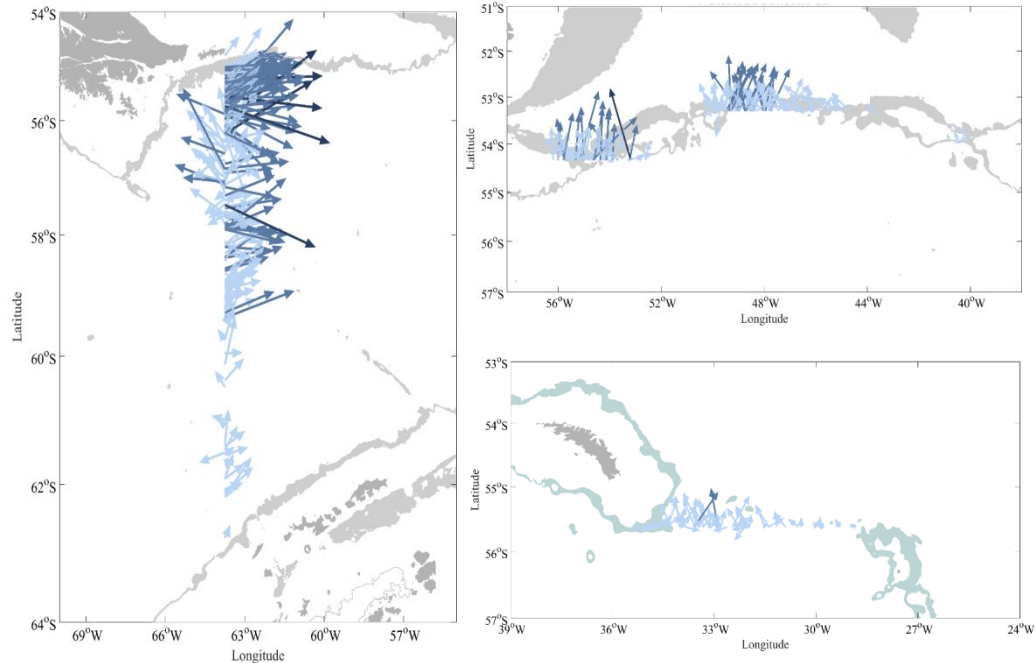 54°S
56°S
58°S
60°S
62°S
64°S
Latitude
69°W
66°W
63°W
60°W
57°W
Longitude
51°S
52°S
53°S
54°S
55°S
56°S
57°S
Latitude
56°W
52°W
48°W
44°W
40°W
Longitude
53°S
54°S
55°S
56°S
57°S
Latitude
39°W
36°W
33°W
30°W
27°W
24°W
Longitude